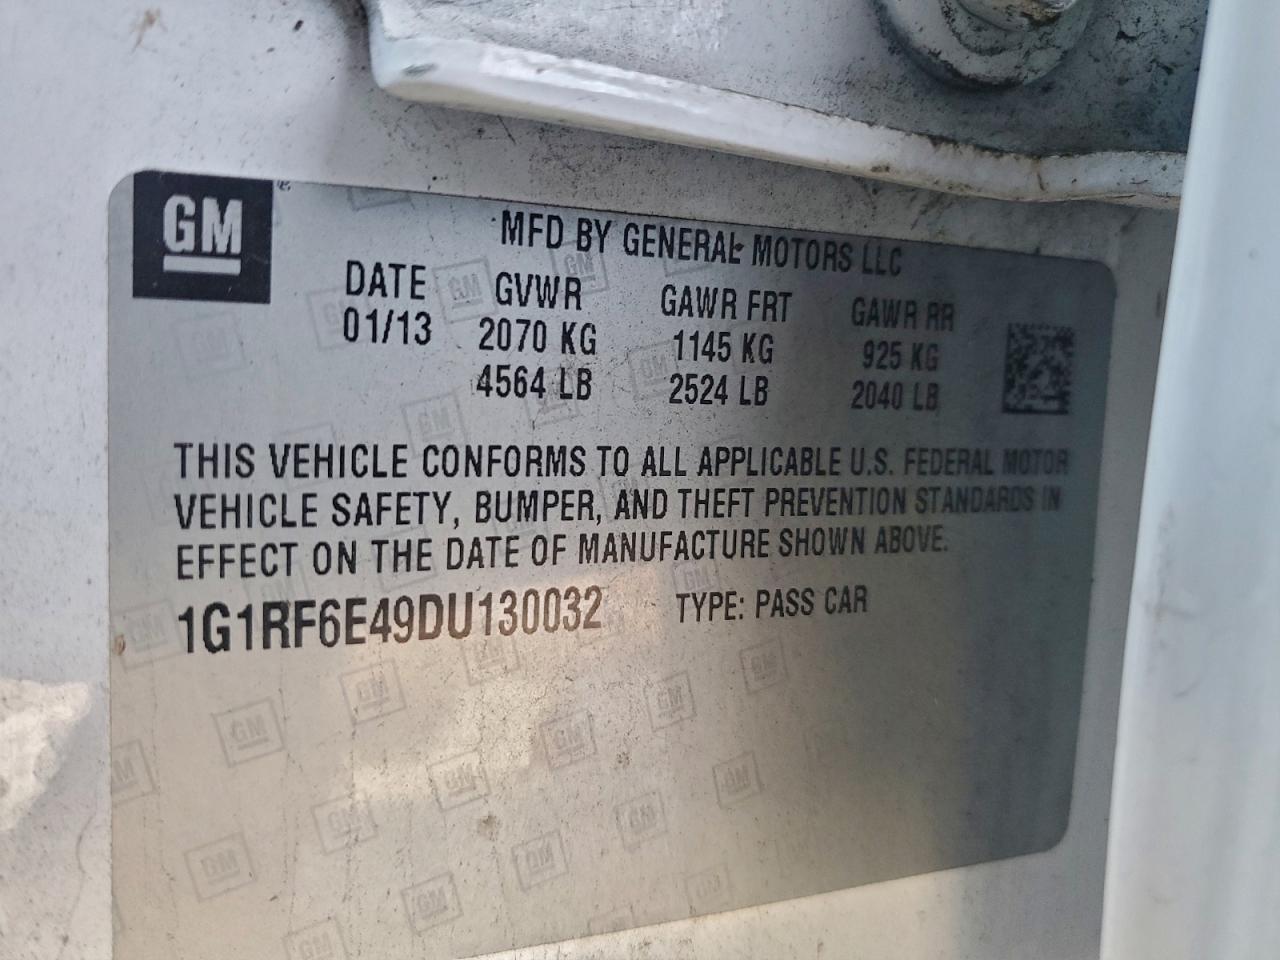 GM
MFD BY GENERAL MOTORS LLC
DATE GVWR GAWR FRT GAWR RR
01/13 2070 KG 1145 KG 925 KG
4564 LB 2524 LB 2040 LB
THIS VEHICLE CONFORMS TO ALL APPLICABLE U.S. FEDERAL MOTOR
VEHICLE SAFETY, BUMPER, AND THEFT PREVENTION STANDARDS IN
EFFECT ON THE DATE OF MANUFACTURE SHOWN ABOVE.
1G1RF6E49DU130032 TYPE: PASS CAR